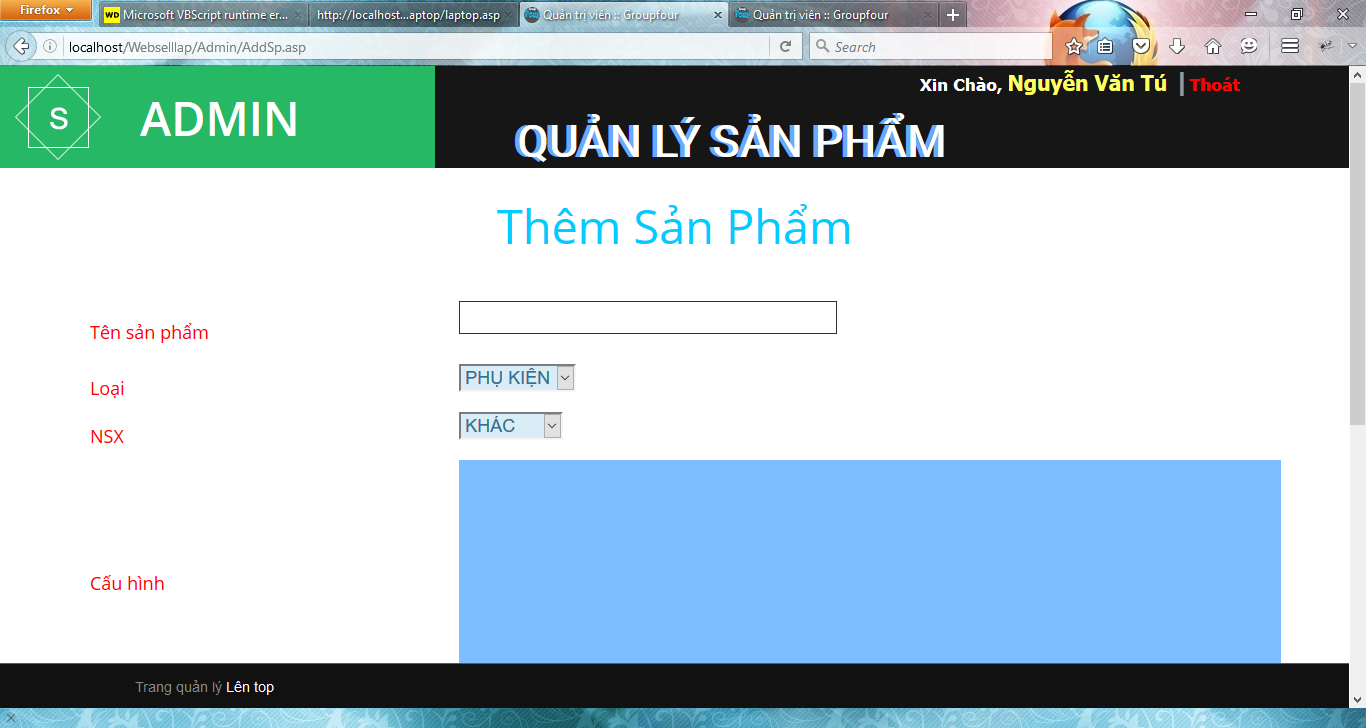 Firefox
WD Microsoft VBScript runtime er...
http://localhost...aptop/laptop.asp
Quản trị viên :: Groupfour
Quản trị viên :: Groupfour
localhost/Webselllap/Admin/AddSp.asp
Search
S
ADMIN
Xin Chào, Nguyễn Văn Tú | Thoát
QUẢN LÝ SẢN PHẨM
Thêm Sản Phẩm
Tên sản phẩm
Loại
PHỤ KIỆN
NSX
KHÁC
Cấu hình
Trang quản lý Lên top